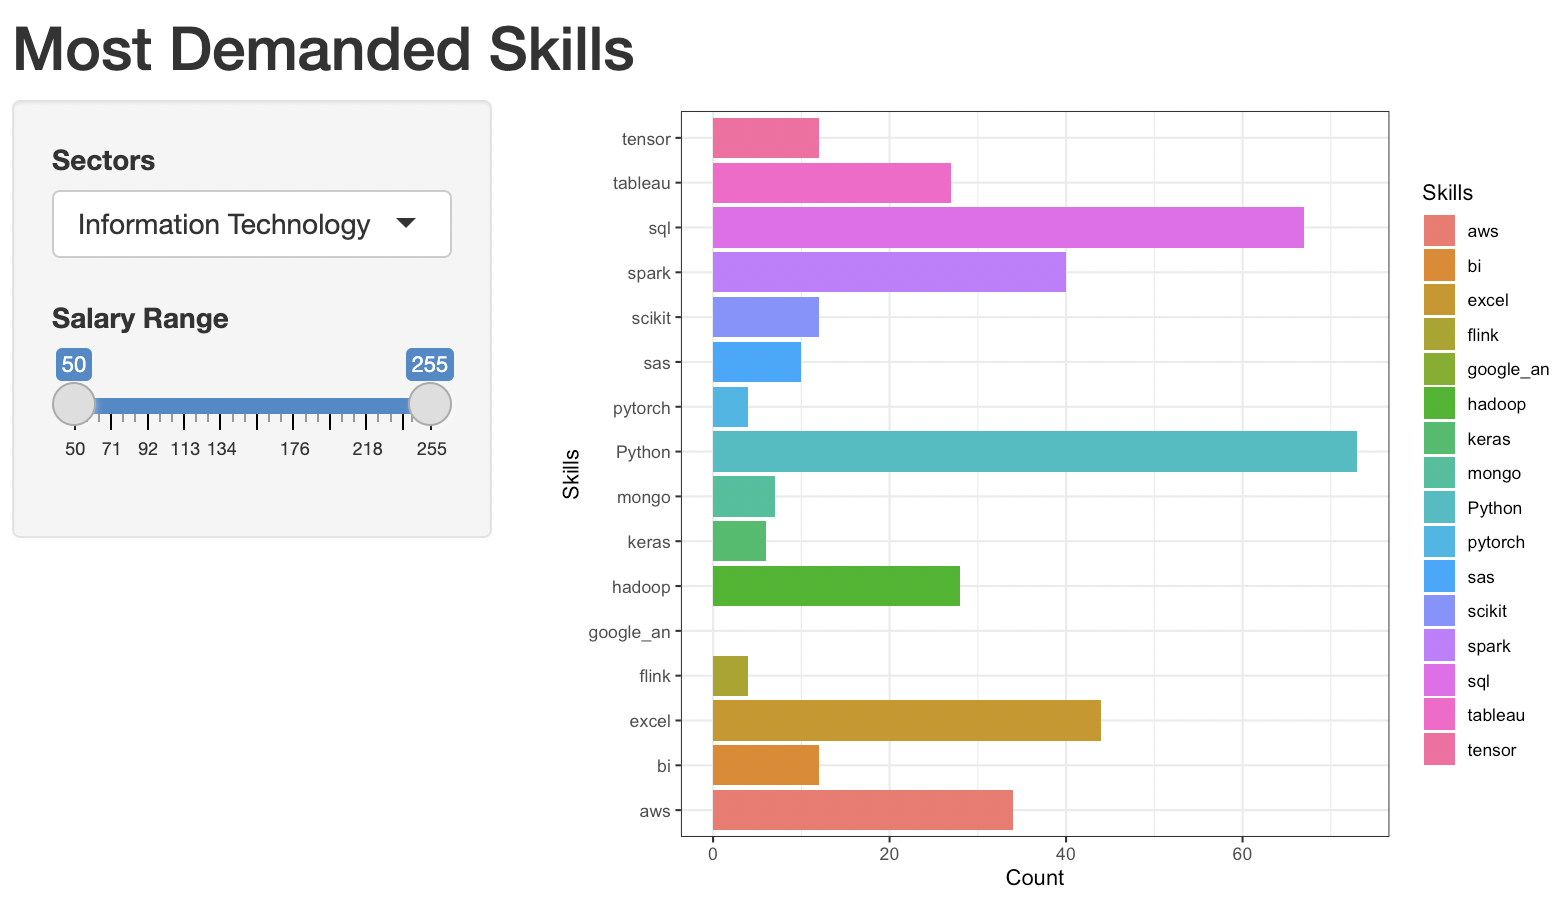 Most Demanded Skills
Sectors
Information Technology
Salary Range
50 255
50 71 92 113 134 176 218 255
Skills
tensor
tableau
sql
spark
scikit
sas
pytorch
Python
mongo
keras
hadoop
google_an
flink
excel
bi
aws
0 20 40 60
Count
Skills
aws
bi
excel
flink
google_an
hadoop
keras
mongo
Python
pytorch
sas
scikit
spark
sql
tableau
tensor